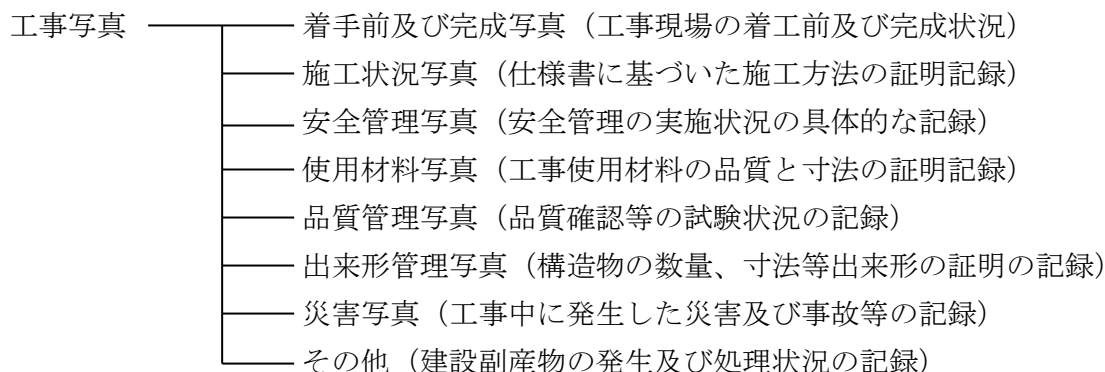 工事写真 着手前及び完成写真（工事現場の着工前及び完成状況）
施工状況写真（仕様書に基づいた施工方法の証明記録）
安全管理写真（安全管理の実施状況の具体的な記録）
使用材料写真（工事使用材料の品質と寸法の証明記録）
品質管理写真（品質確認等の試験状況の記録）
出来形管理写真（構造物の数量、寸法等出来形の証明の記録）
災害写真（工事中に発生した災害及び事故等の記録）
その他（建設副産物の発生及び処理状況の記録）